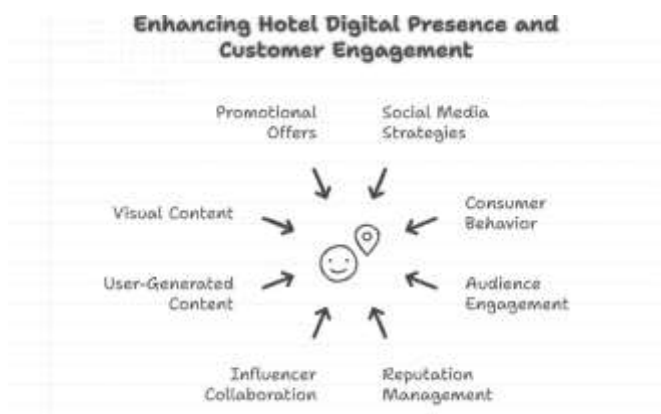 Enhancing Hotel Digital Presence and
Customer Engagement
Promotional
Offers
Social Media
Strategies
Visual Content
Consumer
Behavior
User-Generated
Content
Audience
Engagement
Influencer
Collaboration
Reputation
Management